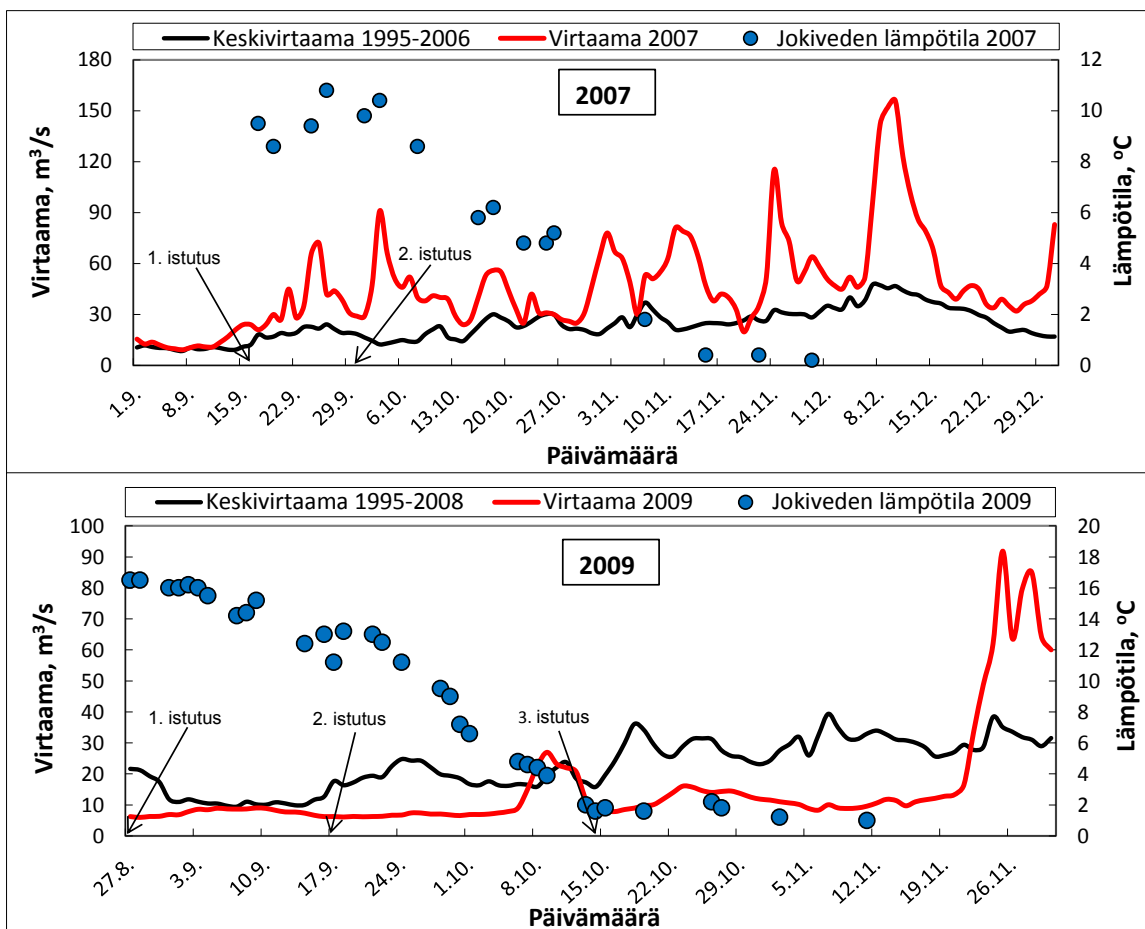 Keskivirtaama 1995-2006 Virtaama 2007 Jokiveden lämpötila 2007
2007
Virtaama, m³/s
180
150
120
90
60
30
0
Lämpötila, ºC
12
10
8
6
4
2
0
1. istutus
2. istutus
1.9. 8.9. 15.9. 22.9. 29.9. 6.10. 13.10. 20.10. 27.10. 3.11. 10.11. 17.11. 24.11. 1.12. 8.12. 15.12. 22.12. 29.12.
Päivämäärä
Keskivirtaama 1995-2008 Virtaama 2009 Jokiveden lämpötila 2009
2009
Virtaama, m³/s
100
90
80
70
60
50
40
30
20
10
0
Lämpötila, ºC
20
18
16
14
12
10
8
6
4
2
0
1. istutus
2. istutus
3. istutus
27.8. 3.9. 10.9. 17.9. 24.9. 1.10. 8.10. 15.10. 22.10. 29.10. 5.11. 12.11. 19.11. 26.11.
Päivämäärä